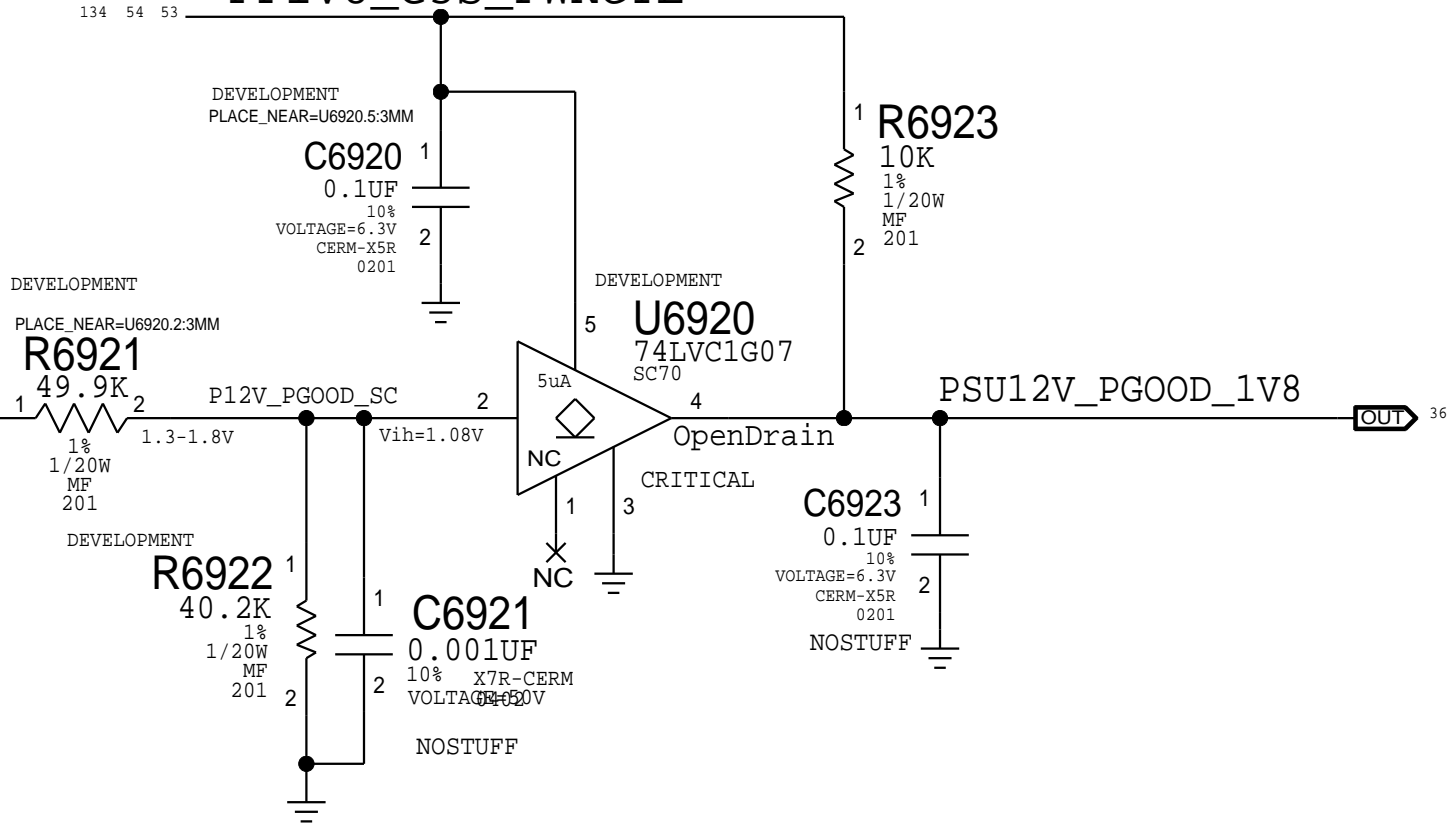 134 54 53
DEVELOPMENT
PLACE_NEAR=U6920.5:3MM
C6920
1
0.1UF
10%
VOLTAGE=6.3V
2
CERM-X5R
0201
1
R6923
10K
1%
1/20W
MF
2
201
DEVELOPMENT
PLACE_NEAR=U6920.2:3MM
R6921
49.9K
1
2
1%
1/20W
MF
201
P12V_PGOOD_SC
1.3-1.8V
Vih=1.08V
2
DEVELOPMENT
U6920
5
74LVC1G07
SC70
5uA
NC
4
OpenDrain
CRITICAL
1
3
NC
PSU12V_PGOOD_1V8
OUT
36
DEVELOPMENT
R6922
1
40.2K
1%
1/20W
MF
201
2
1
C6921
0.001UF
10%
X7R-CERM
2
VOLTAGE=50V
0402
NOSTUFF
C6923
1
0.1UF
10%
VOLTAGE=6.3V
2
CERM-X5R
0201
NOSTUFF